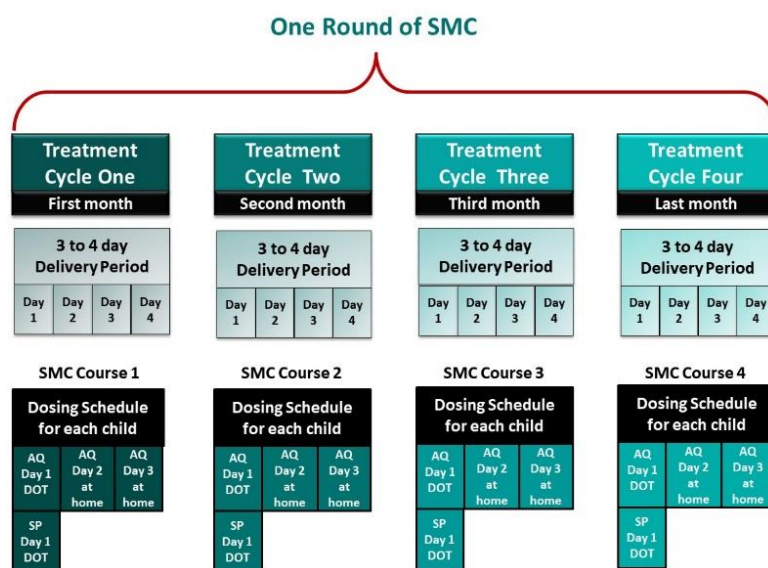 One Round of SMC
Treatment
Cycle One
First month
Treatment
Cycle Two
Second month
Treatment
Cycle Three
Third month
Treatment
Cycle Four
Last month
3 to 4 day
Delivery Period
Day
1
Day
2
Day
3
Day
4
3 to 4 day
Delivery Period
Day
1
Day
2
Day
3
Day
4
3 to 4 day
Delivery Period
Day
1
Day
2
Day
3
Day
4
3 to 4 day
Delivery Period
Day
1
Day
2
Day
3
Day
4
SMC Course 1
Dosing Schedule
for each child
AQ
Day 1
DOT
AQ
Day 2
at
home
AQ
Day 3
at
home
SP
Day 1
DOT
SMC Course 2
Dosing Schedule
for each child
AQ
Day 1
DOT
AQ
Day 2
at
home
AQ
Day 3
at
home
SP
Day 1
DOT
SMC Course 3
Dosing Schedule
for each child
AQ
Day 1
DOT
AQ
Day 2
at
home
AQ
Day 3
at
home
SP
Day 1
DOT
SMC Course 4
Dosing Schedule
for each child
AQ
Day 1
DOT
AQ
Day 2
at
home
AQ
Day 3
at
home
SP
Day 1
DOT